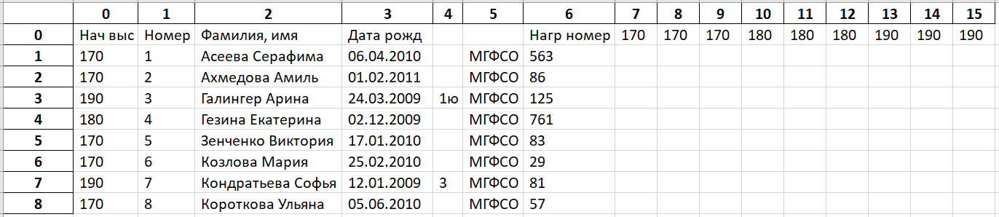 0 1 2 3 4 5 6 7 8 9 10 11 12 13 14 15
0 Нач выс Номер Фамилия, имя Дата рожд Нагр номер 170 170 170 180 180 180 190 190 190
1 170 1 Асеева Серафима 06.04.2010 МГФСО 563
2 170 2 Ахмедова Амиль 01.02.2011 МГФСО 86
3 190 3 Галингер Арина 24.03.2009 1ю МГФСО 125
4 180 4 Гезина Екатерина 02.12.2009 МГФСО 761
5 170 5 Зенченко Виктория 17.01.2010 МГФСО 83
6 170 6 Козлова Мария 25.02.2010 МГФСО 29
7 190 7 Кондратьева Софья 12.01.2009 3 МГФСО 81
8 170 8 Короткова Ульяна 05.06.2010 МГФСО 57